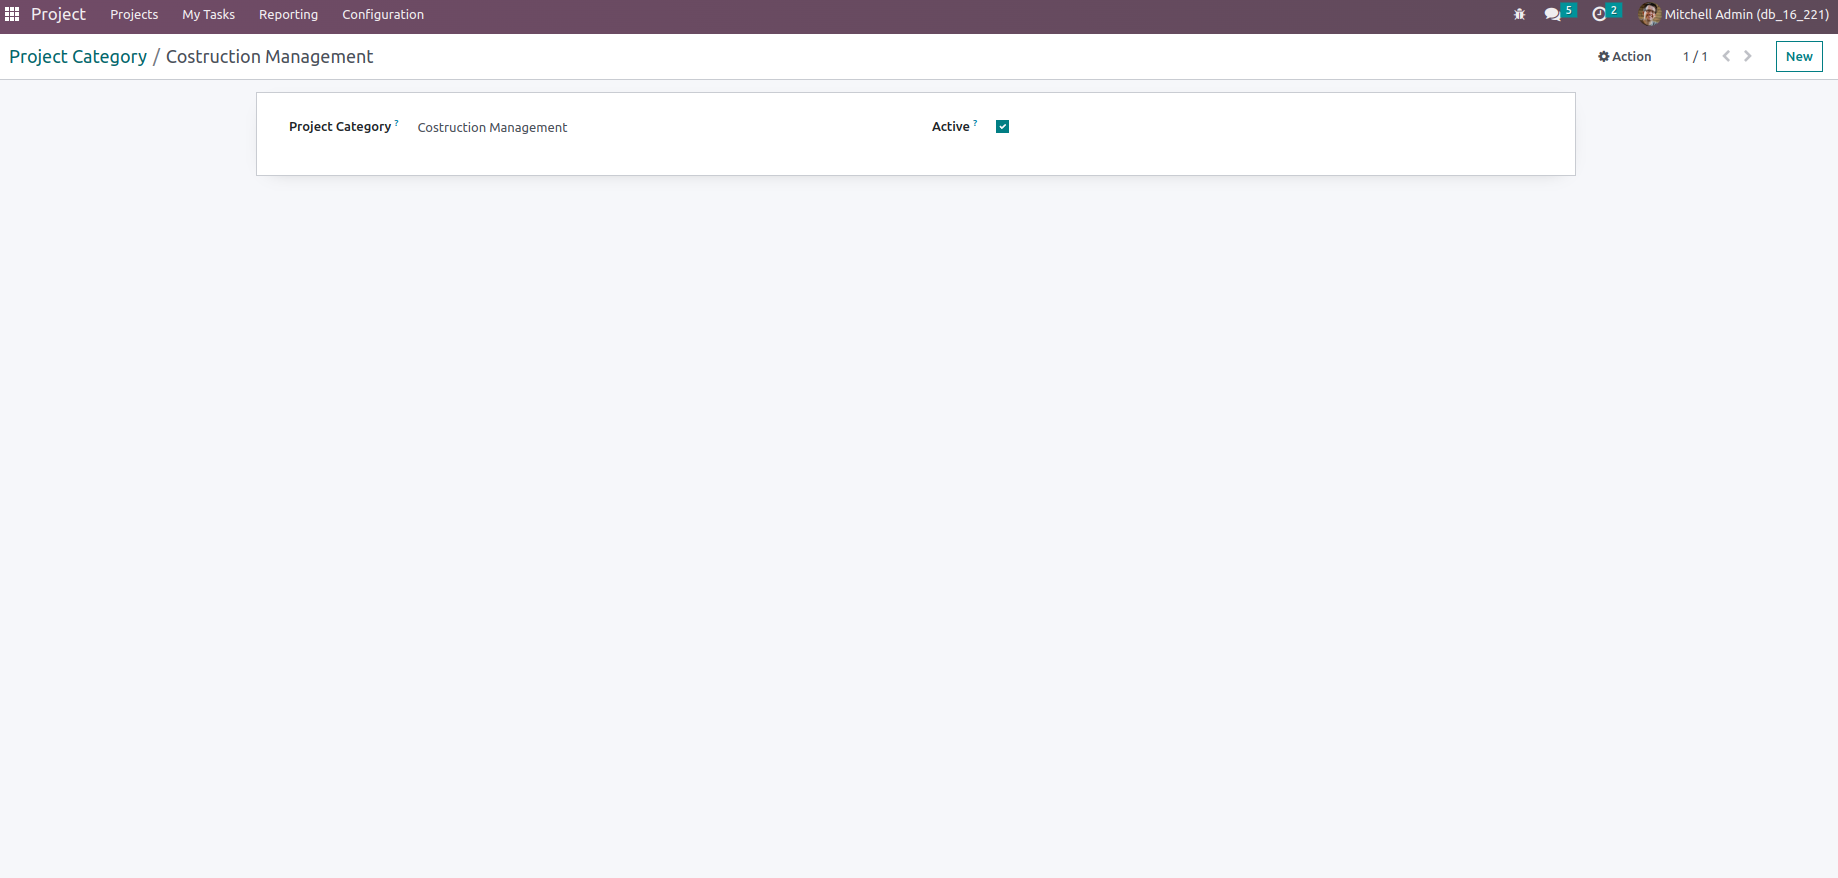 Project Projects My Tasks Reporting Configuration 5 2 Mitchell Admin (db_16_221)
Project Category / Costruction Management Action 1 / 1 New
Project Category ? Costruction Management Active ?